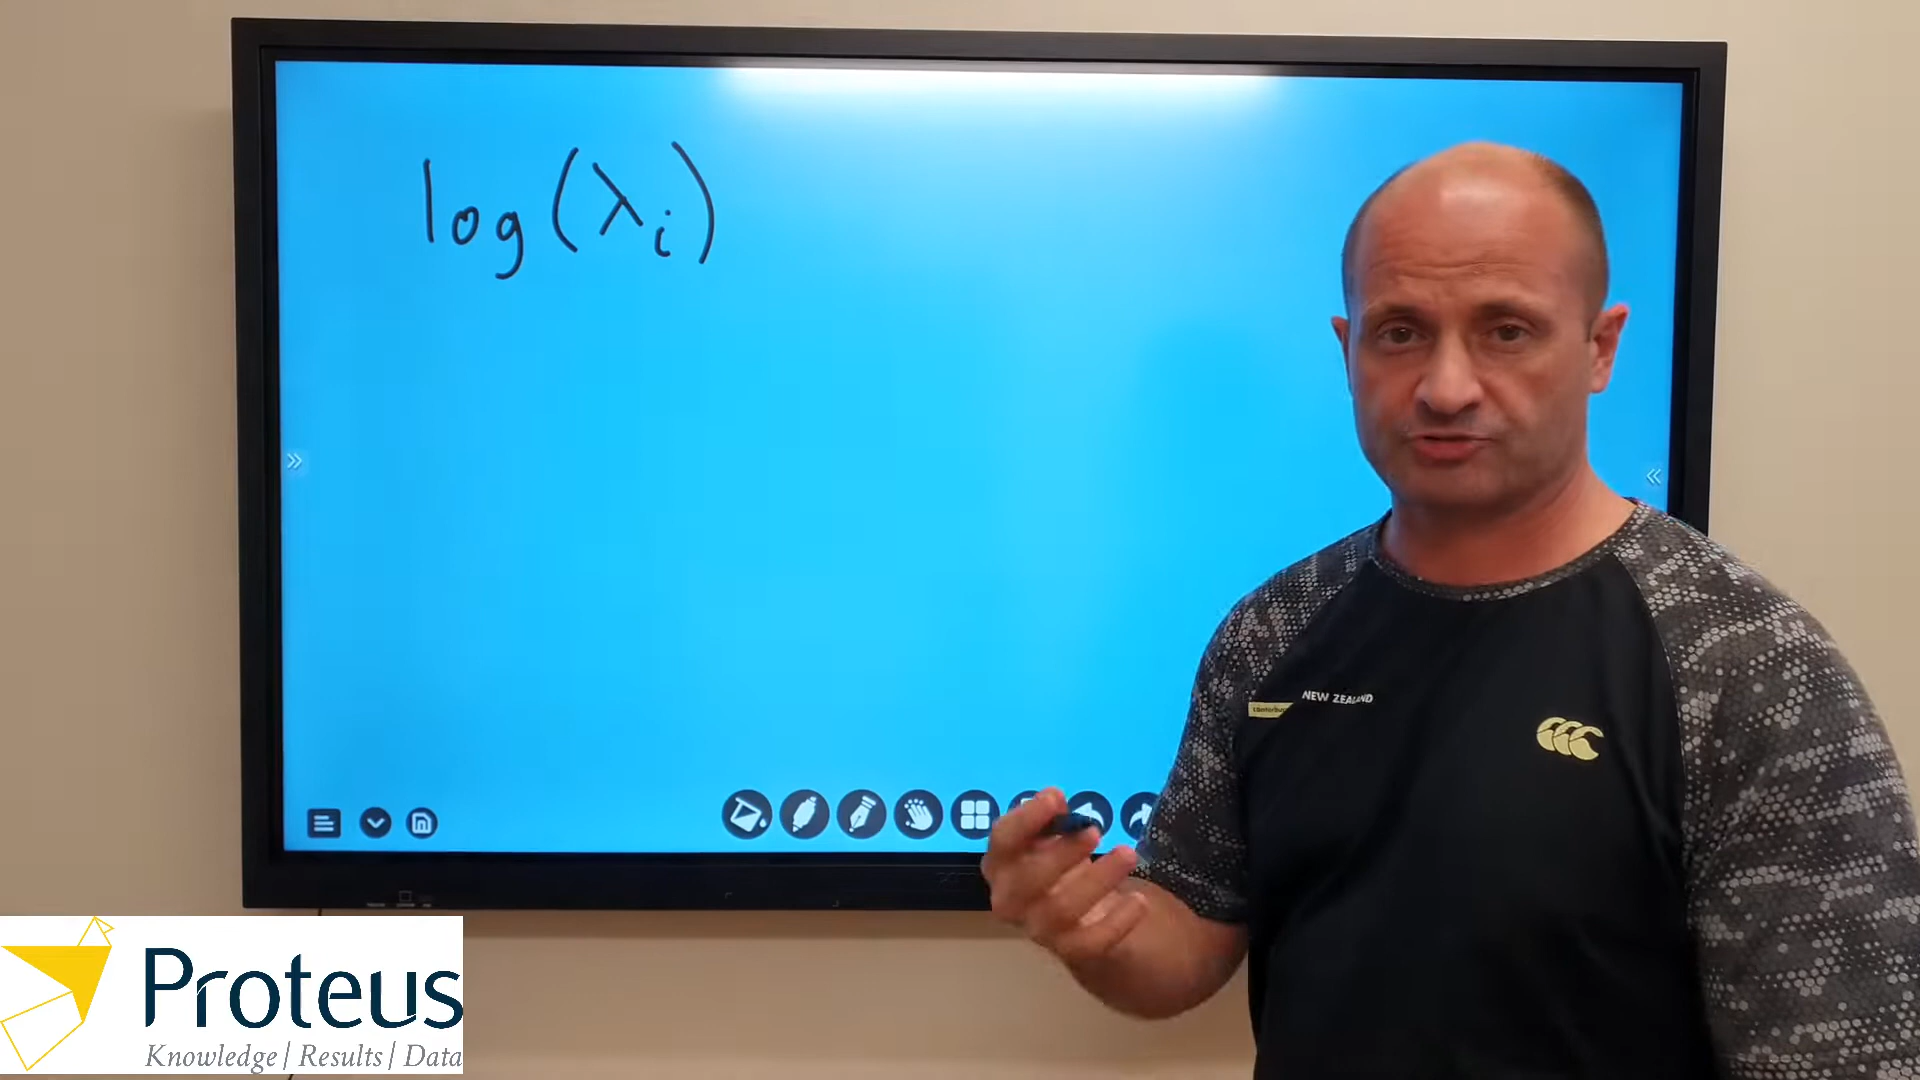 log(λi)
NEW ZEALAND
Proteus
Knowledge | Results | Data